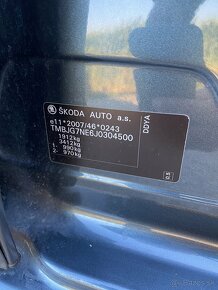 ŠKODA AUTO a.s.
e11*2007/46*0243
TMBJG7NE6J0304500
1912kg
3412kg
1- 990kg
2- 970kg
DDYA